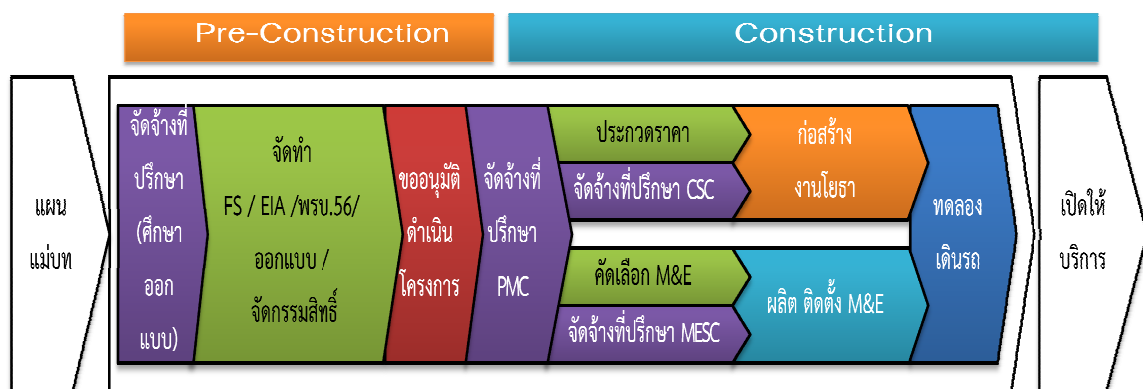 Pre-Construction
Construction
แผน
แม่บท
จัดจ้างที่
ปรึกษา
(ศึกษา
ออก
แบบ)
จัดทำ
FS / EIA /พรบ.56/
ออกแบบ /
จัดกรรมสิทธิ์
ขออนุมัติ
ดำเนิน
โครงการ
จัดจ้างที่
ปรึกษา
PMC
ประกวดราคา
จัดจ้างที่ปรึกษา CSC
ก่อสร้าง
งานโยธา
คัดเลือก M&E
จัดจ้างที่ปรึกษา MESC
ผลิต ติดตั้ง M&E
ทดลอง
เดินรถ
เปิดให้
บริการ